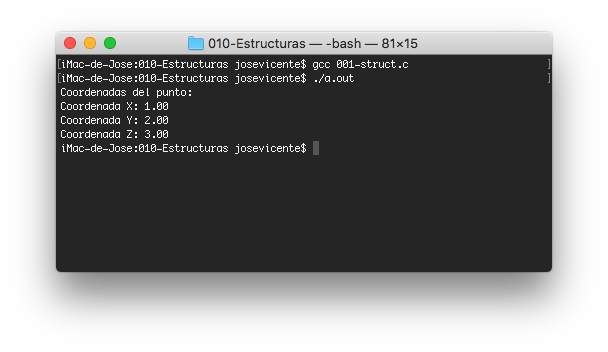 010-Estructuras — -bash — 81×15
[iMac-de-Jose:010-Estructuras josevicente$ gcc 001-struct.c ]
[iMac-de-Jose:010-Estructuras josevicente$ ./a.out ]
Coordenadas del punto:
Coordenada X: 1.00
Coordenada Y: 2.00
Coordenada Z: 3.00
iMac-de-Jose:010-Estructuras josevicente$